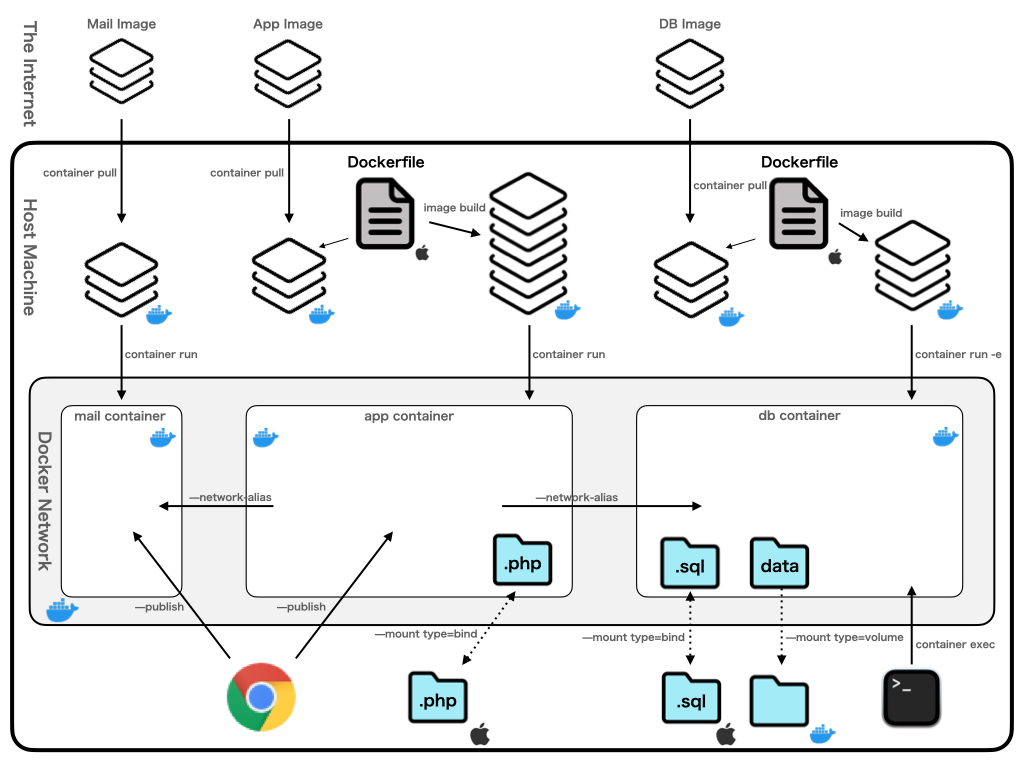 The Internet
Mail Image
App Image
DB Image
Host Machine
container pull
container pull
Dockerfile
image build
container pull
Dockerfile
image build
container run
container run
container run -e
Docker Network
mail container
app container
db container
—network-alias
—network-alias
.php
.sql
data
—publish
—publish
—mount type=bind
—mount type=bind
—mount type=volume
container exec
.php
.sql
>_